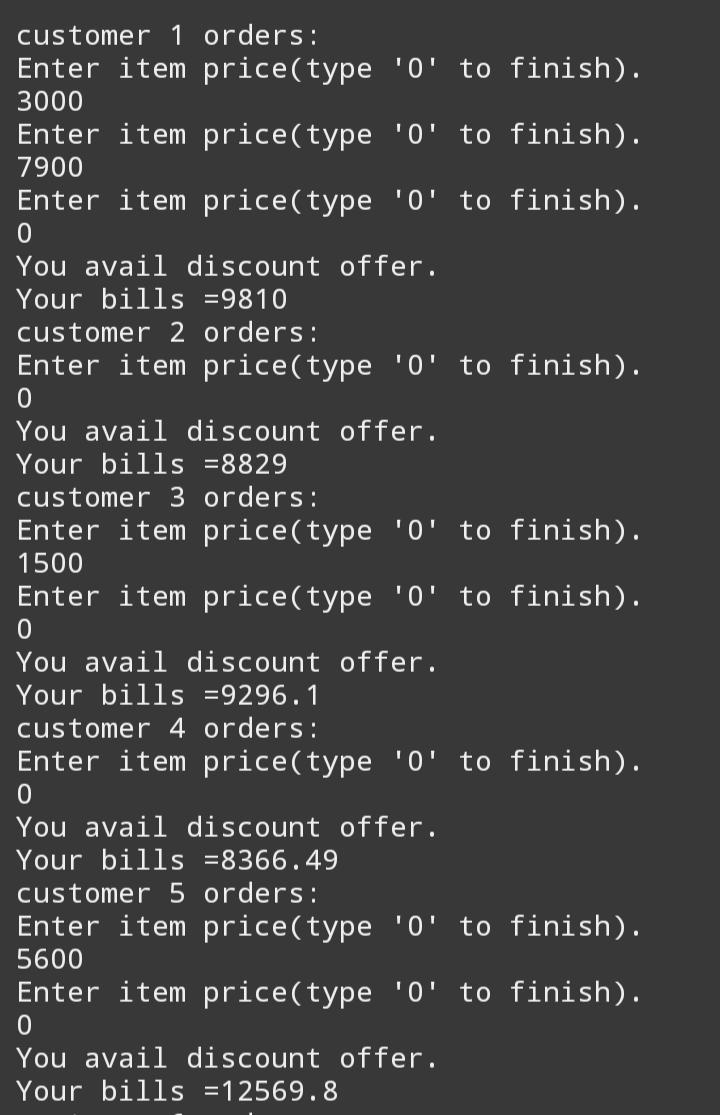 customer 1 orders:
Enter item price(type '0' to finish).
3000
Enter item price(type '0' to finish).
7900
Enter item price(type '0' to finish).
0
You avail discount offer.
Your bills =9810
customer 2 orders:
Enter item price(type '0' to finish).
0
You avail discount offer.
Your bills =8829
customer 3 orders:
Enter item price(type '0' to finish).
1500
Enter item price(type '0' to finish).
0
You avail discount offer.
Your bills =9296.1
customer 4 orders:
Enter item price(type '0' to finish).
0
You avail discount offer.
Your bills =8366.49
customer 5 orders:
Enter item price(type '0' to finish).
5600
Enter item price(type '0' to finish).
0
You avail discount offer.
Your bills =12569.8